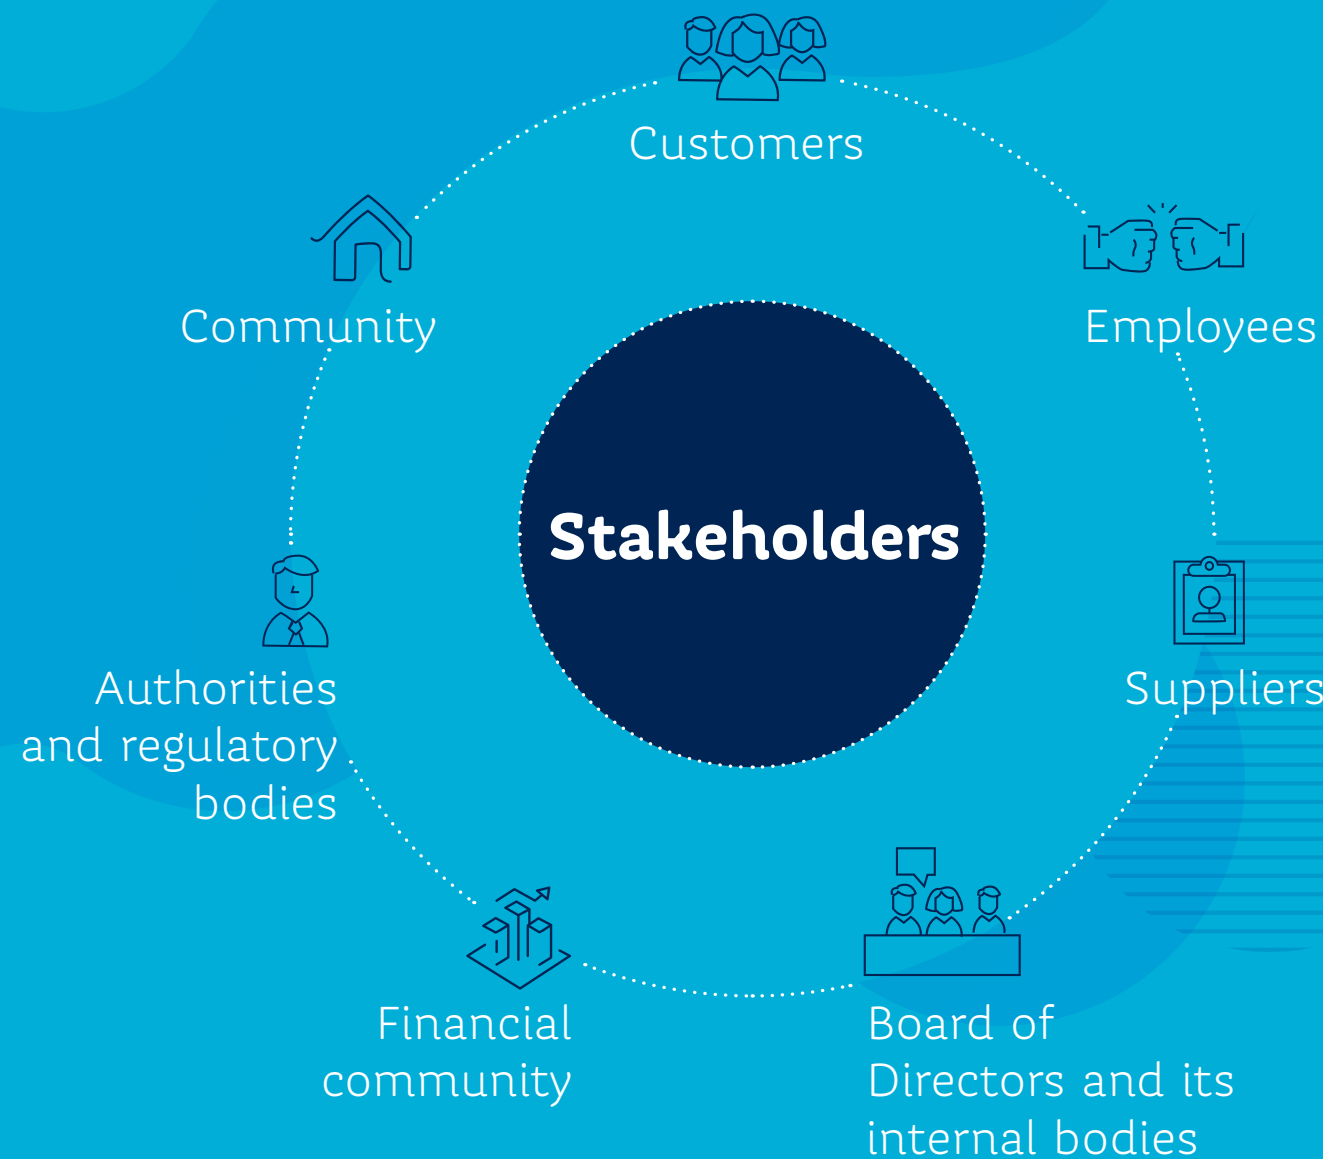 Customers
Community
Employees
Stakeholders
Authorities
and regulatory
bodies
Suppliers
Financial
community
Board of
Directors and its
internal bodies